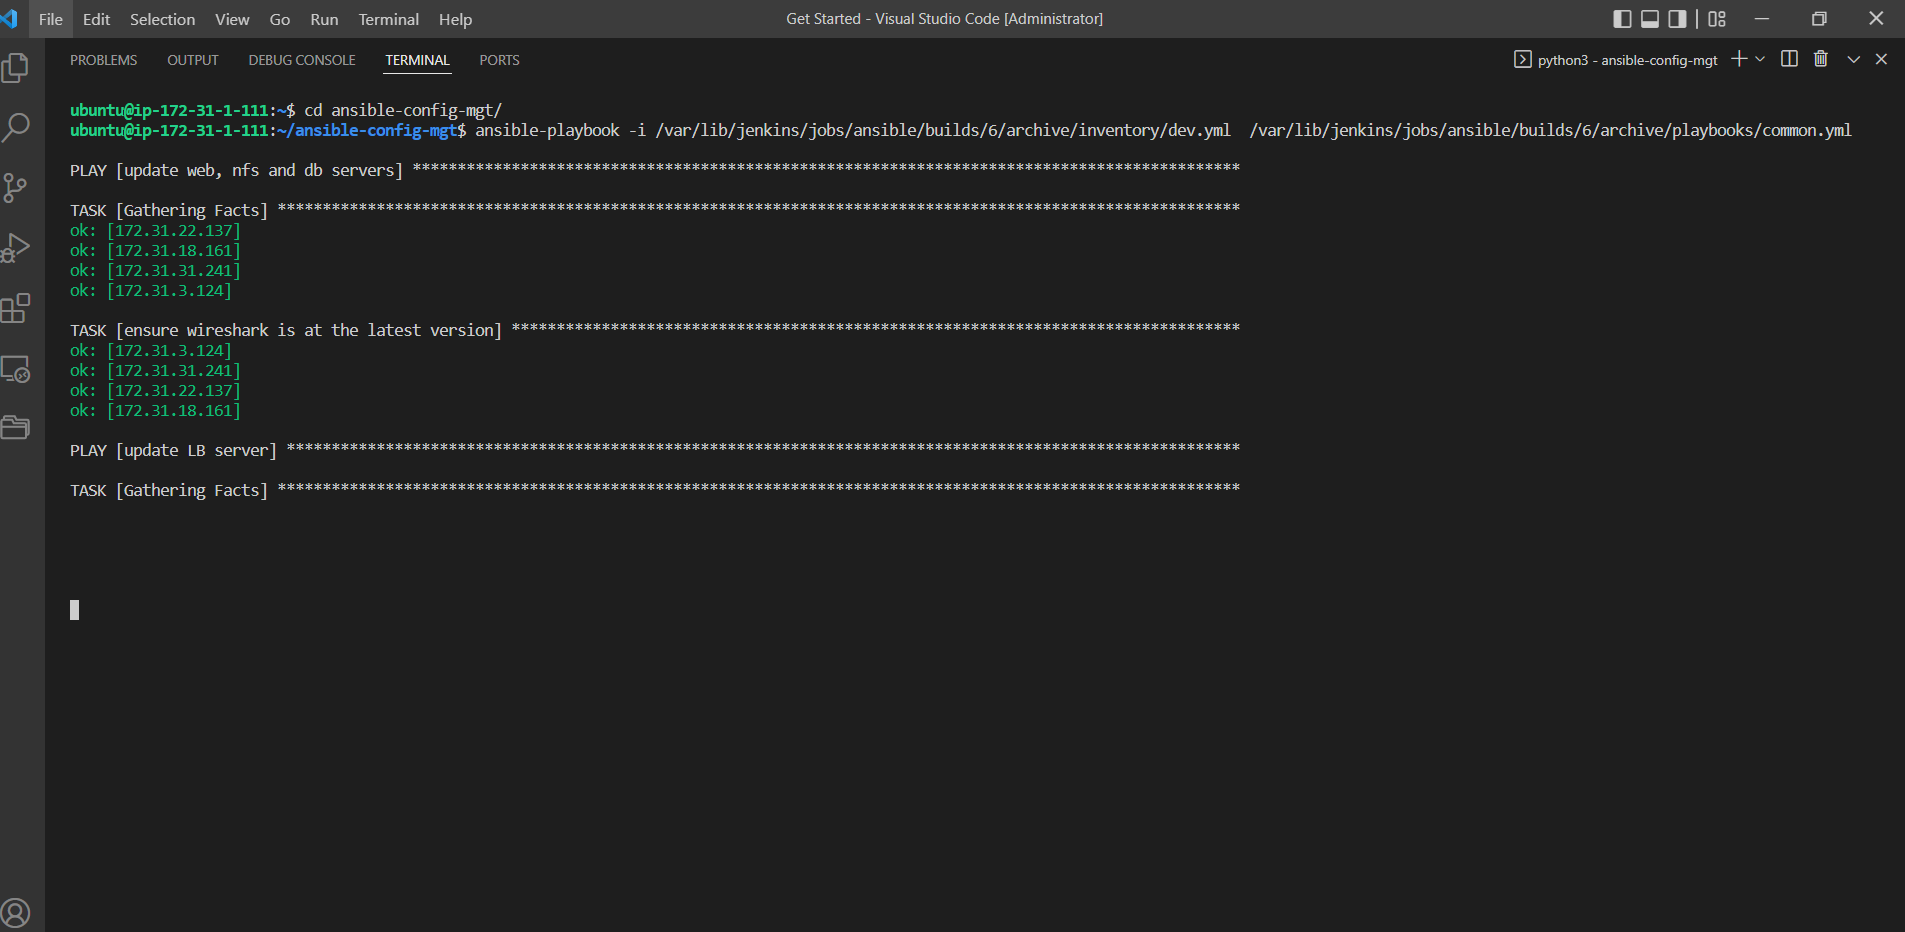 File Edit Selection View Go Run Terminal Help
Get Started - Visual Studio Code [Administrator]
PROBLEMS OUTPUT DEBUG CONSOLE TERMINAL PORTS
python3 - ansible-config-mgt
ubuntu@ip-172-31-1-111:~$ cd ansible-config-mgt/
ubuntu@ip-172-31-1-111:~/ansible-config-mgt$ ansible-playbook -i /var/lib/jenkins/jobs/ansible/builds/6/archive/inventory/dev.yml  /var/lib/jenkins/jobs/ansible/builds/6/archive/playbooks/common.yml
PLAY [update web, nfs and db servers] ********************************************************************************************
TASK [Gathering Facts] ***********************************************************************************************************
ok: [172.31.22.137]
ok: [172.31.18.161]
ok: [172.31.31.241]
ok: [172.31.3.124]
TASK [ensure wireshark is at the latest version] *********************************************************************************
ok: [172.31.3.124]
ok: [172.31.31.241]
ok: [172.31.22.137]
ok: [172.31.18.161]
PLAY [update LB server] **********************************************************************************************************
TASK [Gathering Facts] ***********************************************************************************************************